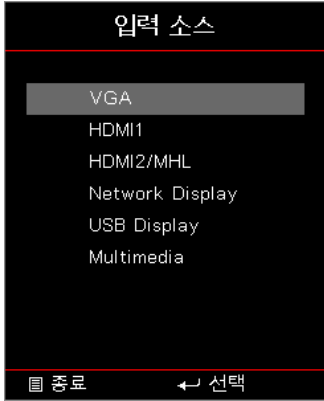 입력 소스
VGA
HDMI1
HDMI2/MHL
Network Display
USB Display
Multimedia
종료 선택